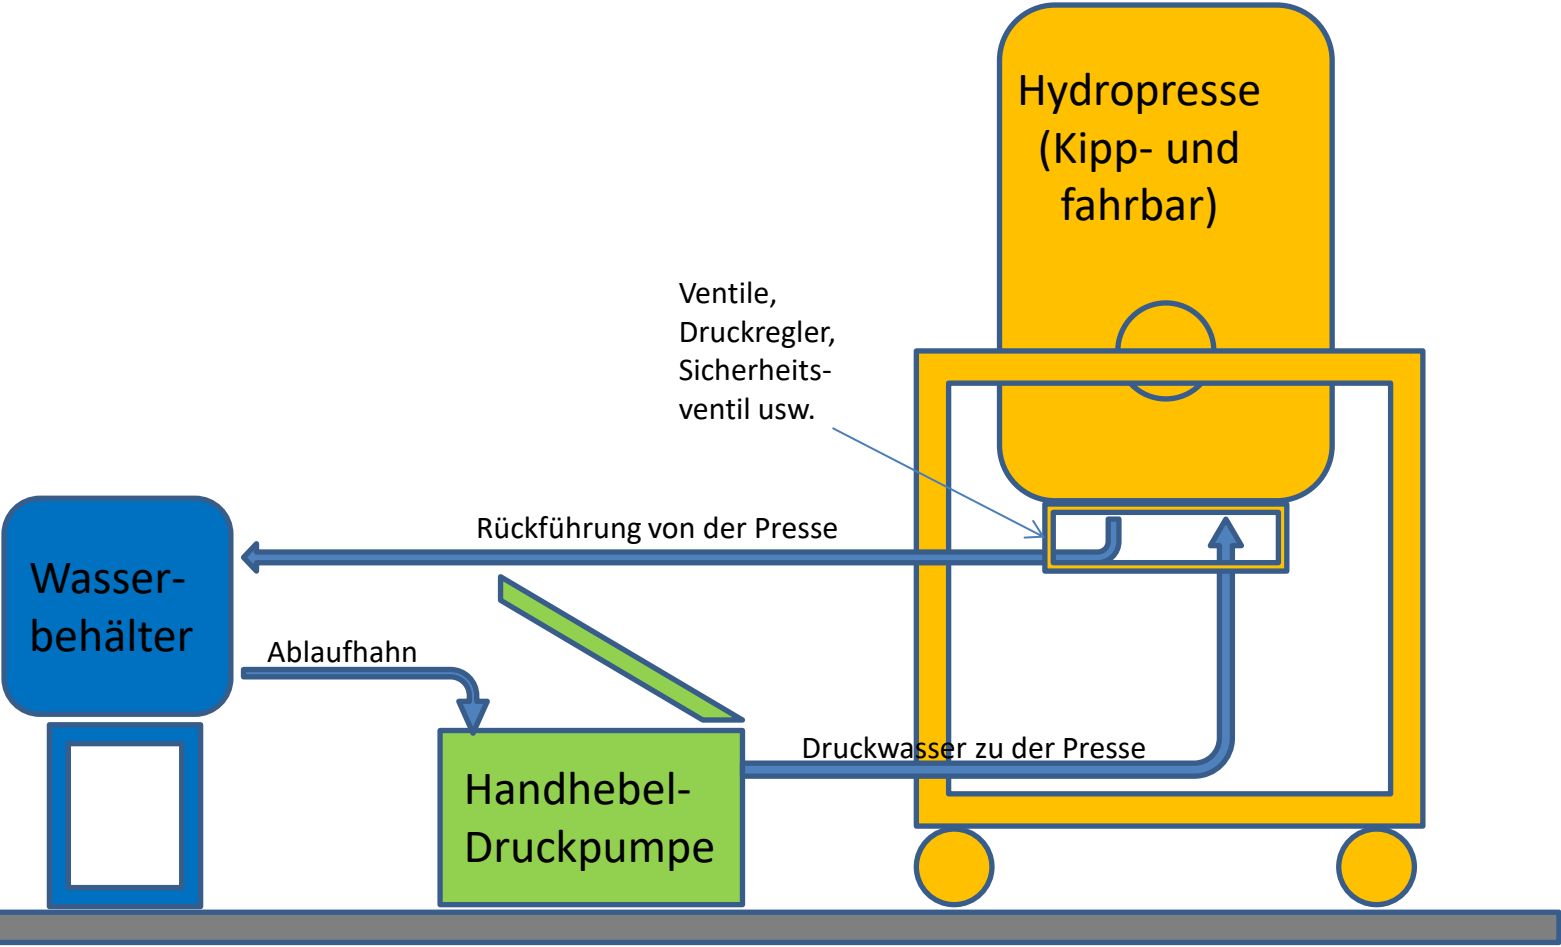 Hydropresse
(Kipp- und
fahrbar)
Ventile,
Druckregler,
Sicherheits-
ventil usw.
Rückführung von der Presse
Wasser-
behälter
Ablaufhahn
Druckwasser zu der Presse
Handhebel-
Druckpumpe